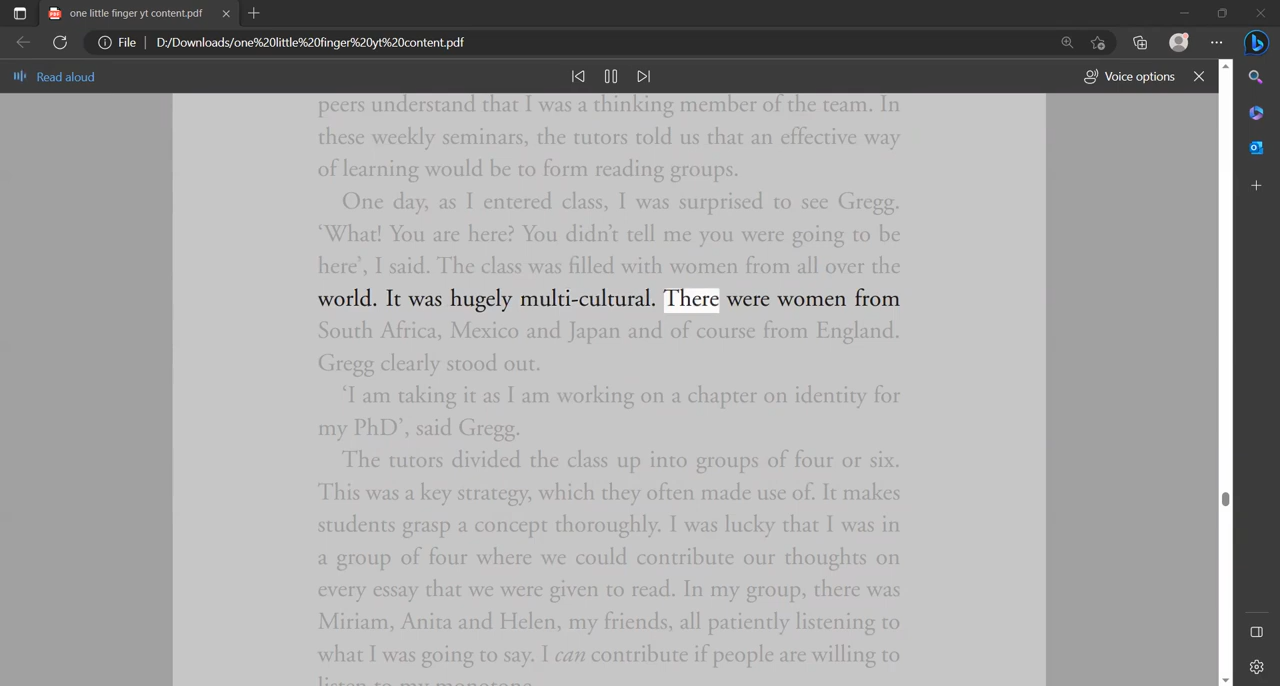 one little finger yt content.pdf
File
D:/Downloads/one%20little%20finger%20yt%20content.pdf
Read aloud
Voice options
peers understand that I was a thinking member of the team. In
these weekly seminars, the tutors told us that an effective way
of learning would be to form reading groups.
One day, as I entered class, I was surprised to see Gregg.
‘What! You are here? You didn’t tell me you were going to be
here’, I said. The class was filled with women from all over the
world. It was hugely multi-cultural. There were women from
South Africa, Mexico and Japan and of course from England.
Gregg clearly stood out.
‘I am taking it as I am working on a chapter on identity for
my PhD’, said Gregg.
The tutors divided the class up into groups of four or six.
This was a key strategy, which they often made use of. It makes
students grasp a concept thoroughly. I was lucky that I was in
a group of four where we could contribute our thoughts on
every essay that we were given to read. In my group, there was
Miriam, Anita and Helen, my friends, all patiently listening to
what I was going to say. I can contribute if people are willing to
listen to my monotone